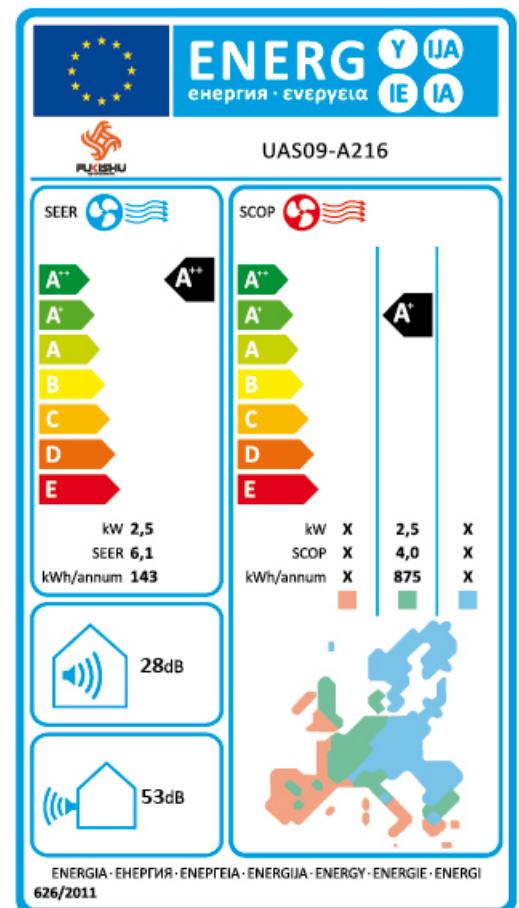 ENERG Y IJA
енергия · ενεργεια IE IA
FUKISHU
UAS09-A216
SEER
A++ A++
A+
A
B
C
D
E
kW 2,5
SEER 6,1
kWh/annum 143
SCOP
A++
A+ A+
A
B
C
D
E
kW X 2,5 X
SCOP X 4,0 X
kWh/annum X 875 X
28dB
53dB
ENERGIA · ЕНЕРГИЯ · ΕΝΕΡΓΕΙΑ · ENERGIJA · ENERGY · ENERGIE · ENERGI
626/2011